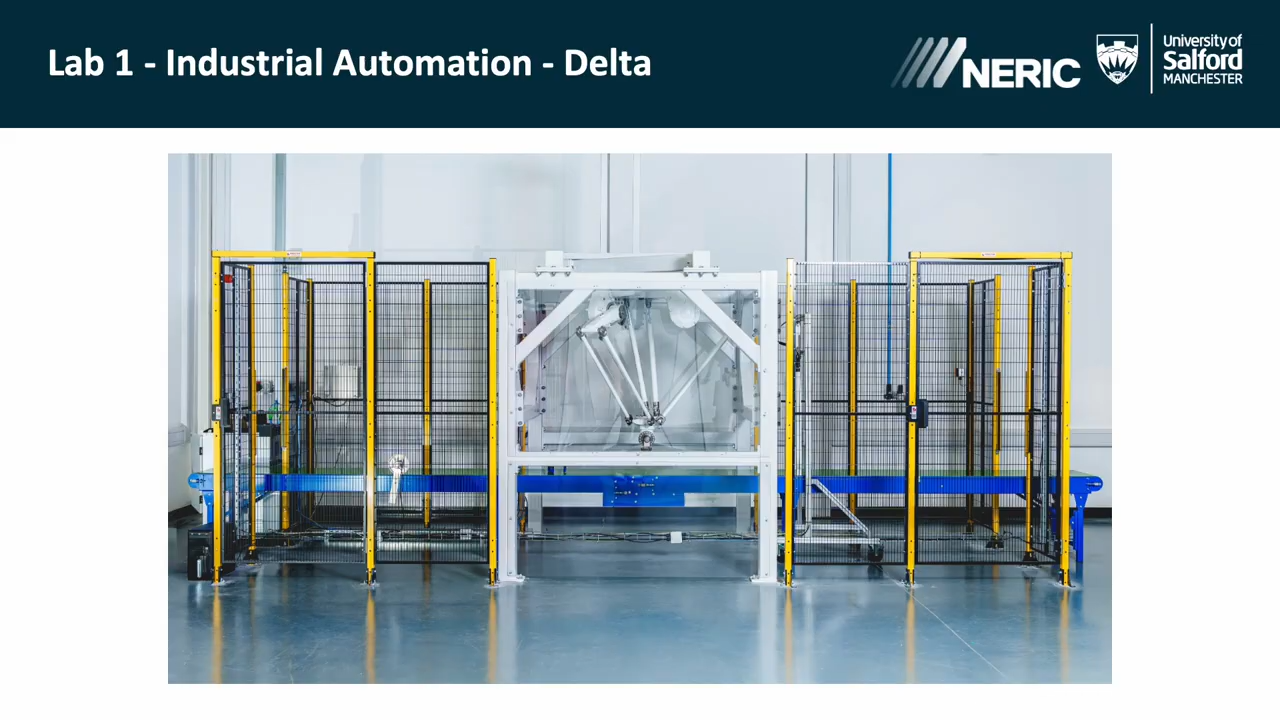 Lab 1 - Industrial Automation - Delta
NERIC
University of
Salford
MANCHESTER